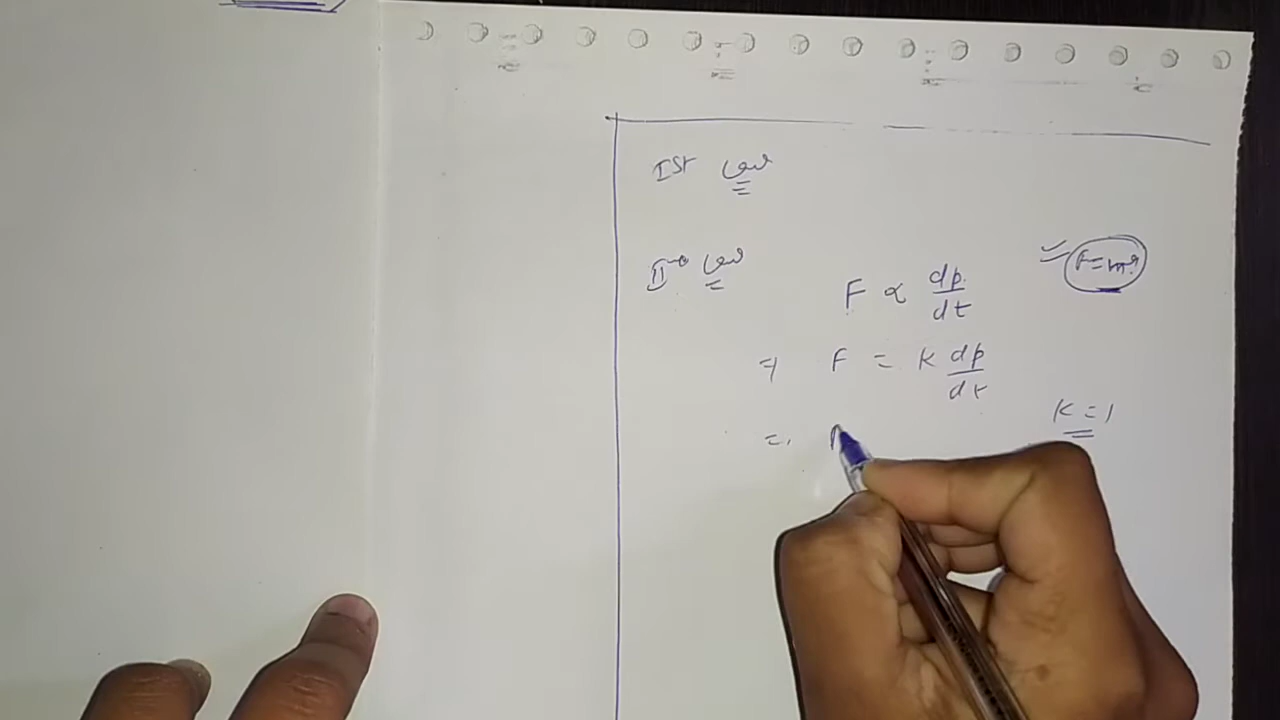 Ist Law
IInd Law
F = ma
F ∝ dp/dt
⇒ F = K dp/dt
K = 1
⇒